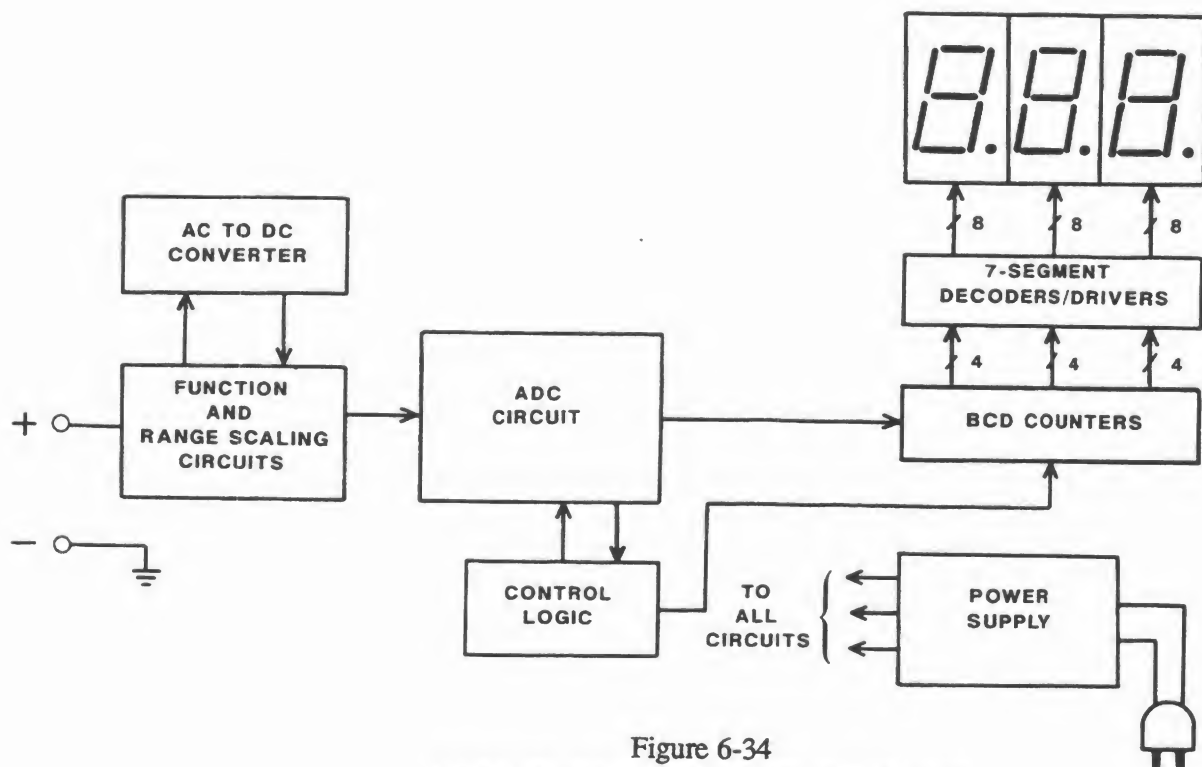 8 8 8
AC TO DC
CONVERTER
7-SEGMENT
DECODERS/DRIVERS
4 4 4
FUNCTION
AND
RANGE SCALING
CIRCUITS
ADC
CIRCUIT
BCD COUNTERS
+
−
CONTROL
LOGIC
TO
ALL
CIRCUITS
POWER
SUPPLY
Figure 6-34